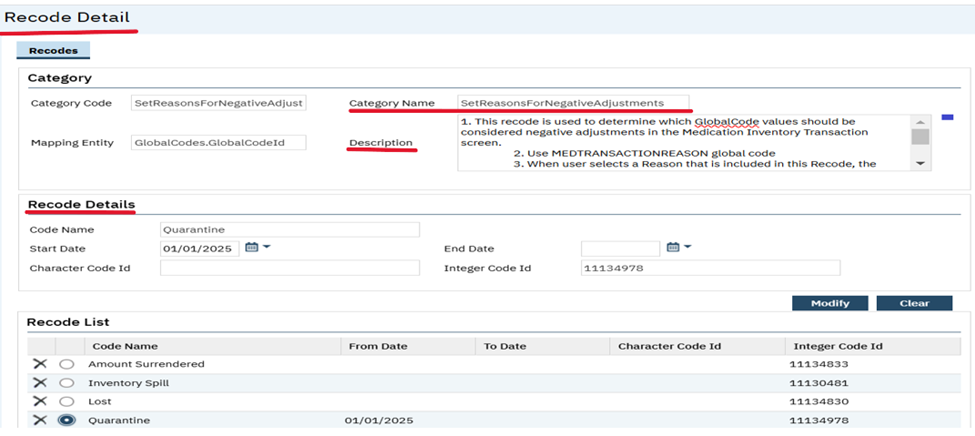 Recode Detail
Recodes
Category
Category Code SetReasonsForNegativeAdjust Category Name SetReasonsForNegativeAdjustments
Mapping Entity GlobalCodes.GlobalCodeId Description 1. This recode is used to determine which GlobalCode values should be
considered negative adjustments in the Medication Inventory Transaction
screen.
2. Use MEDTRANSACTIONREASON global code
3. When user selects a Reason that is included in this Recode, the
Recode Details
Code Name Quarantine
Start Date 01/01/2025 End Date
Character Code Id Integer Code Id 11134978
Modify Clear
Recode List
Code Name From Date To Date Character Code Id Integer Code Id
Amount Surrendered 11134833
Inventory Spill 11130481
Lost 11134830
Quarantine 01/01/2025 11134978